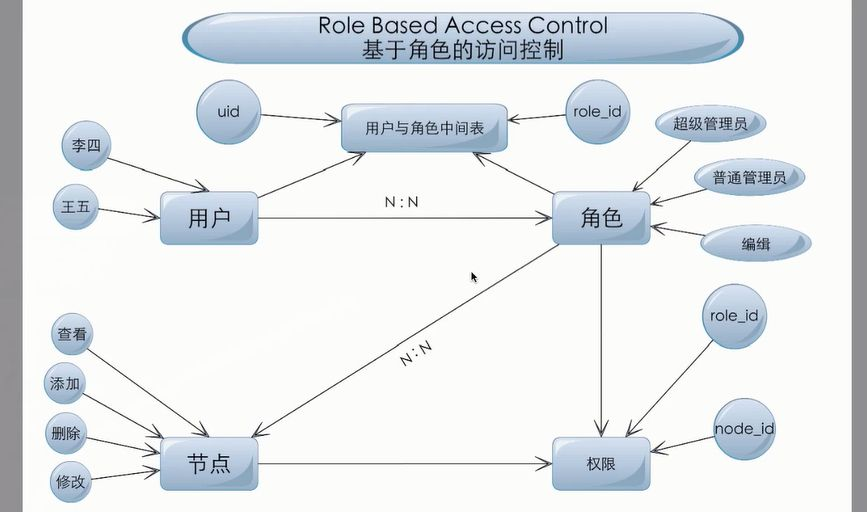 Role Based Access Control
基于角色的访问控制
uid
用户与角色中间表
role_id
超级管理员
李四
普通管理员
王五
用户
N : N
角色
编缉
role_id
N : N
查看
添加
删除
node_id
节点
权限
修改